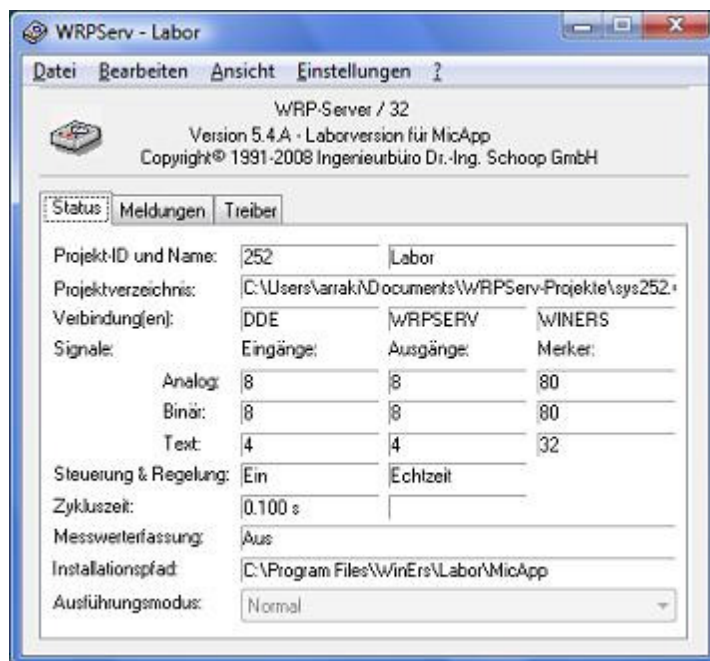 WRPServ - Labor
Datei Bearbeiten Ansicht Einstellungen ?
WRP-Server / 32
Version 5.4.A - Laborversion für MicApp
Copyright© 1991-2008 Ingenieurbüro Dr.-Ing. Schoop GmbH
Status Meldungen Treiber
Projekt-ID und Name: 252 Labor
Projektverzeichnis: C:\Users\arraki\Documents\WRPServ-Projekte\sys252.
Verbindung(en): DDE WRPSERV WINERS
Signale: Eingänge: Ausgänge: Merker:
Analog: 8 8 80
Binär: 8 8 80
Text: 4 4 32
Steuerung & Regelung: Ein Echtzeit
Zykluszeit: 0.100 s
Messwerterfassung: Aus
Installationspfad: C:\Program Files\WinErs\Labor\MicApp
Ausführungsmodus: Normal